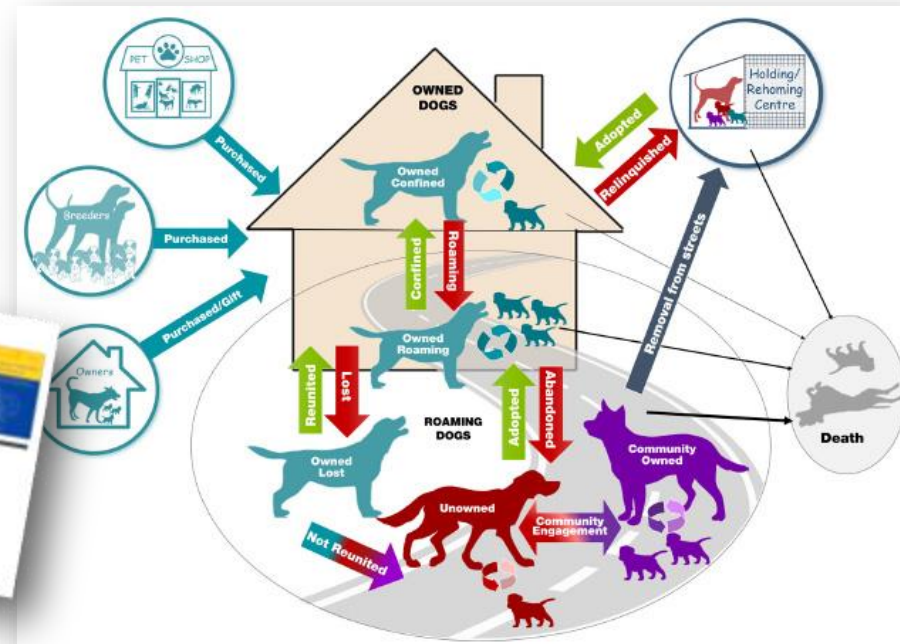 PET SHOP
Purchased
Breeders
Purchased
Owners
Purchased/Gift
OWNED
DOGS
Owned
Confined
Confined
Roaming
Owned
Roaming
Adopted
Relinquished
Holding/
Rehoming
Centre
Removal from streets
Reunited
Lost
ROAMING
DOGS
Adopted
Abandoned
Owned
Lost
Unowned
Community
Engagement
Community
Owned
Not Reunited
Death